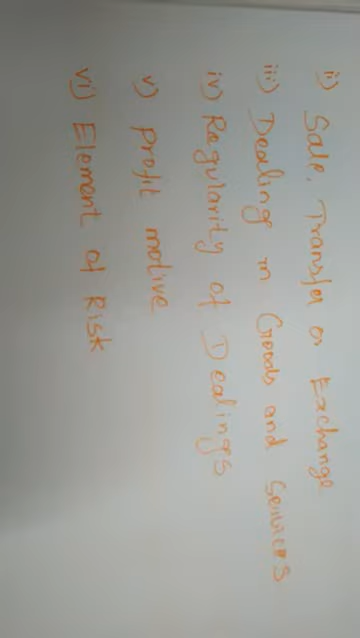 ii) Sale, Transfer or Exchange
iii) Dealing in Goods and Services
iv) Regularity of Dealings
v) Profit motive
vi) Element of Risk